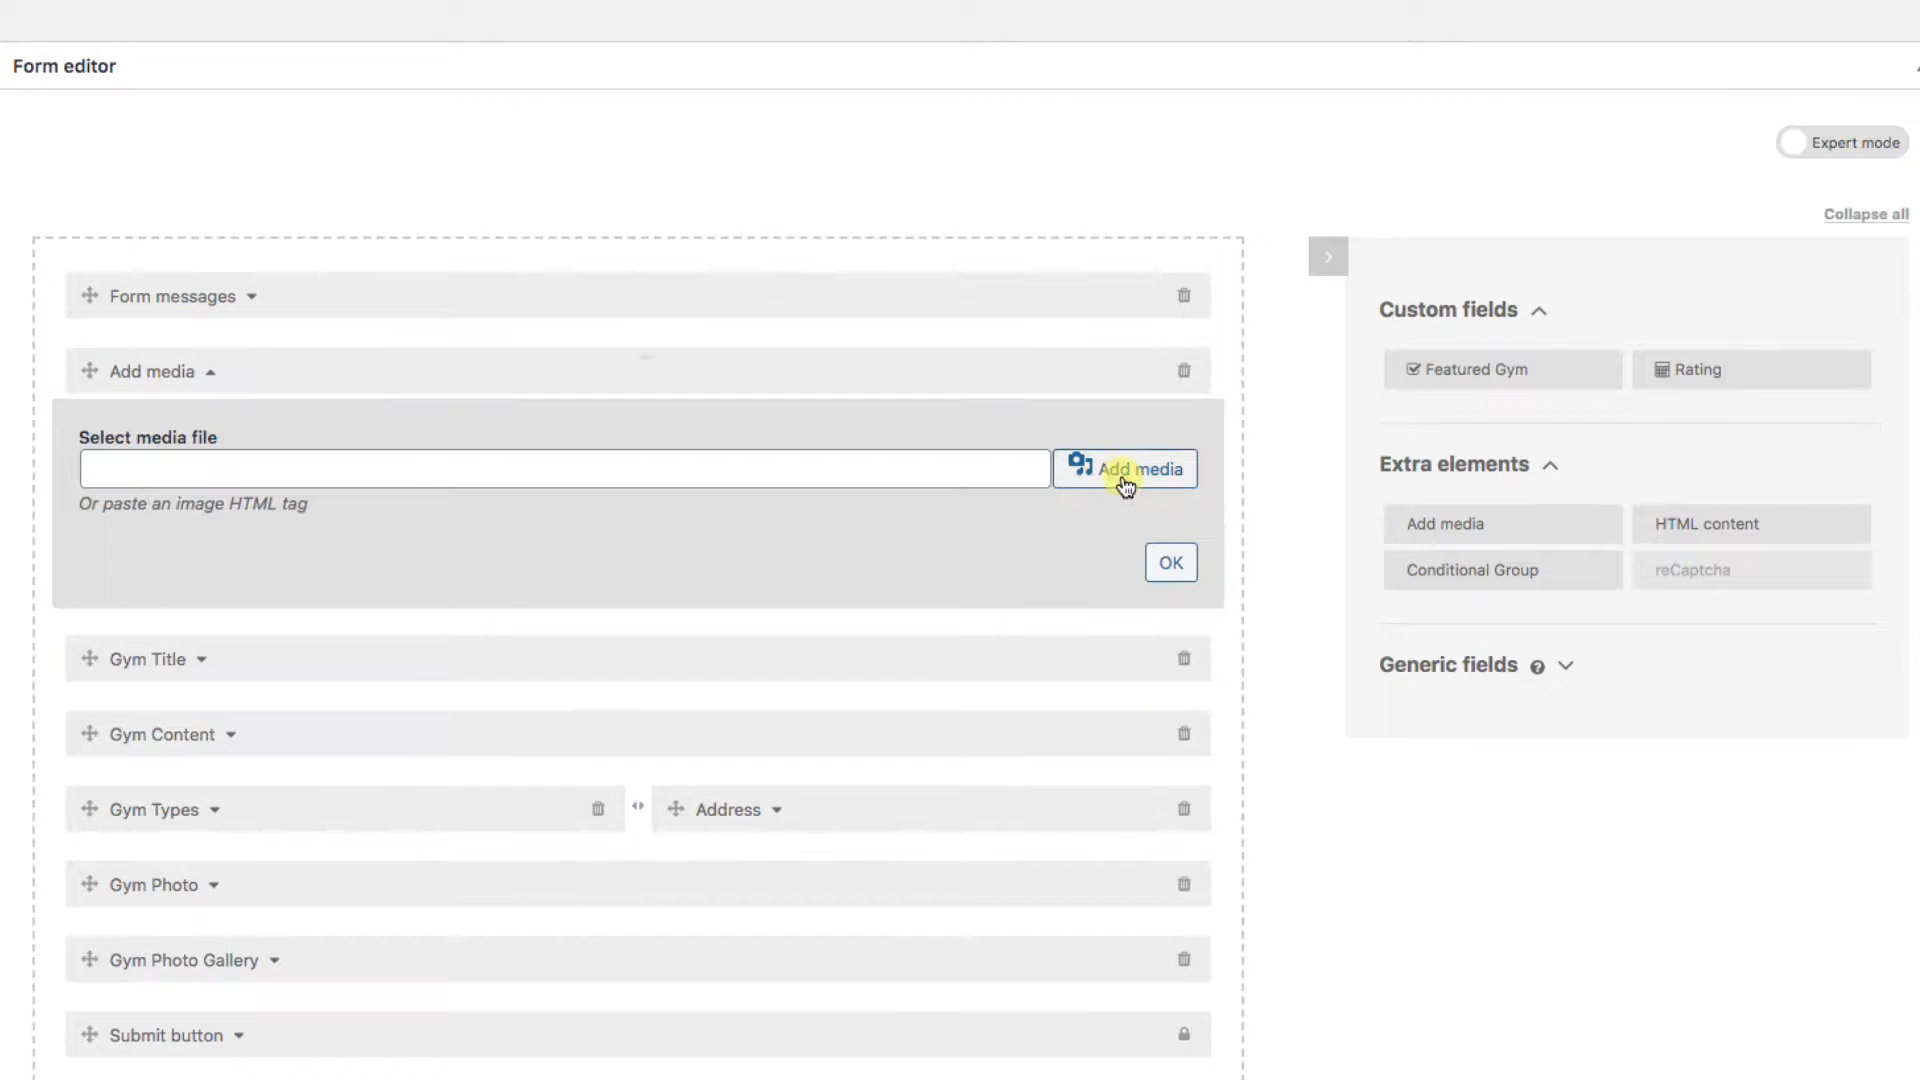 Form editor
Expert mode
Collapse all
Form messages
Add media
Select media file
Add media
Or paste an image HTML tag
OK
Gym Title
Gym Content
Gym Types
Address
Gym Photo
Gym Photo Gallery
Submit button
Custom fields
Featured Gym
Rating
Extra elements
Add media
HTML content
Conditional Group
reCaptcha
Generic fields